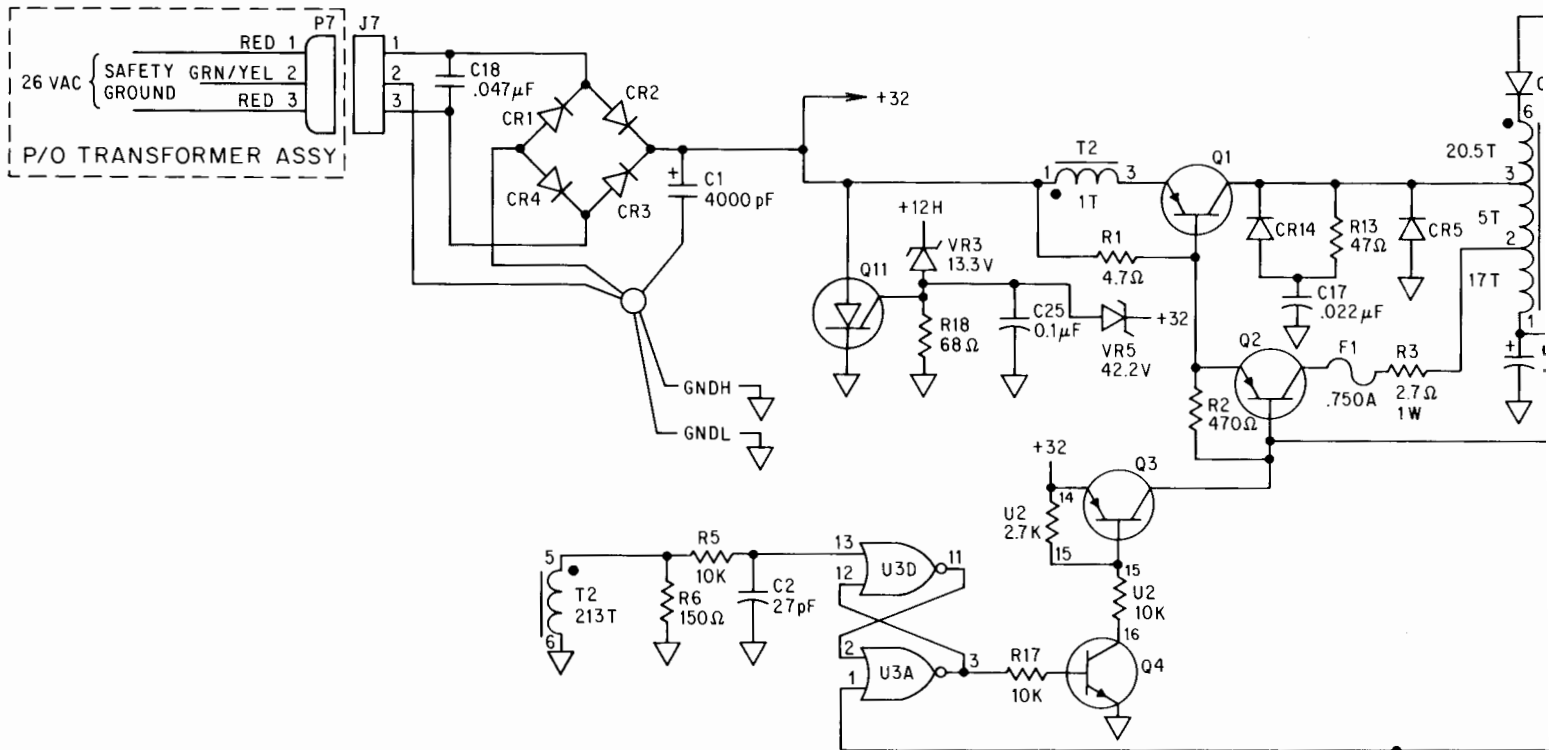 P7 J7
RED 1 1
26 VAC { SAFETY GROUND GRN/YEL 2 2
RED 3 3
P/O TRANSFORMER ASSY
C18
.047µF
CR1
CR2
CR4
CR3
C1
+
4000pF
+32
GNDH
GNDL
T2
1 3
1T
Q1
R1
4.7Ω
+12H
VR3
13.3V
Q11
R18
68Ω
C25
0.1µF
VR5
42.2V
+32
CR14
R13
47Ω
CR5
C17
.022µF
6
20.5T
3
5T
2
17T
1
+
Q2
F1
.750A
R3
2.7Ω
1W
R2
470Ω
+32
14
Q3
U2
2.7K
15
15
U2
10K
16
Q4
5
T2
213T
6
R5
10K
R6
150Ω
C2
27pF
13
12
U3D
11
2
1
U3A
3
R17
10K